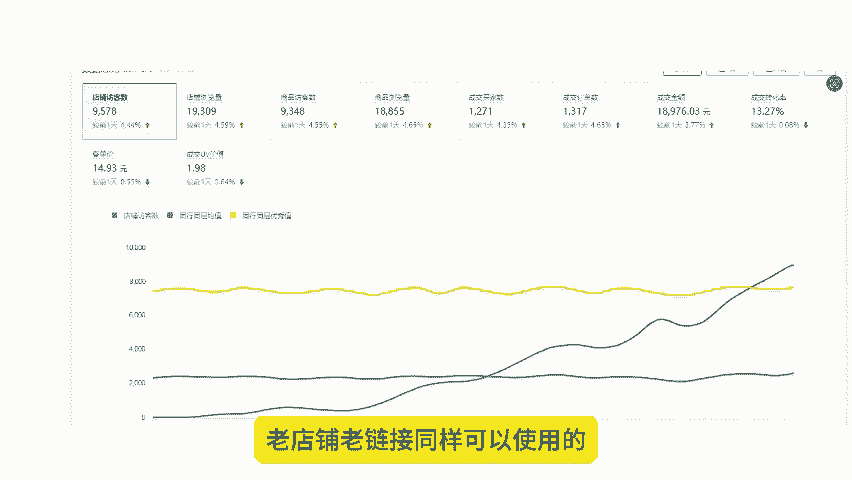 店铺访客数 店铺浏览量 商品访客数 商品浏览量 成交买家数 成交订单数 成交金额 成交转化率
9,578 19,309 9,348 18,855 1,271 1,317 18,976.03 元 13.27%
较前1天 4.44% 较前1天 4.59% 较前1天 4.55% 较前1天 4.65% 较前1天 较前1天 4.63% 较前1天 3.77% 较前1天 0.08%
客单价 成交UV价值
14.93 元 1.98
较前1天 0.55% 较前1天 0.64%
店铺访客数 同行同层均值 同行同层优秀值
10,000
8,000
6,000
4,000
2,000
0
老店铺老链接同样可以使用的